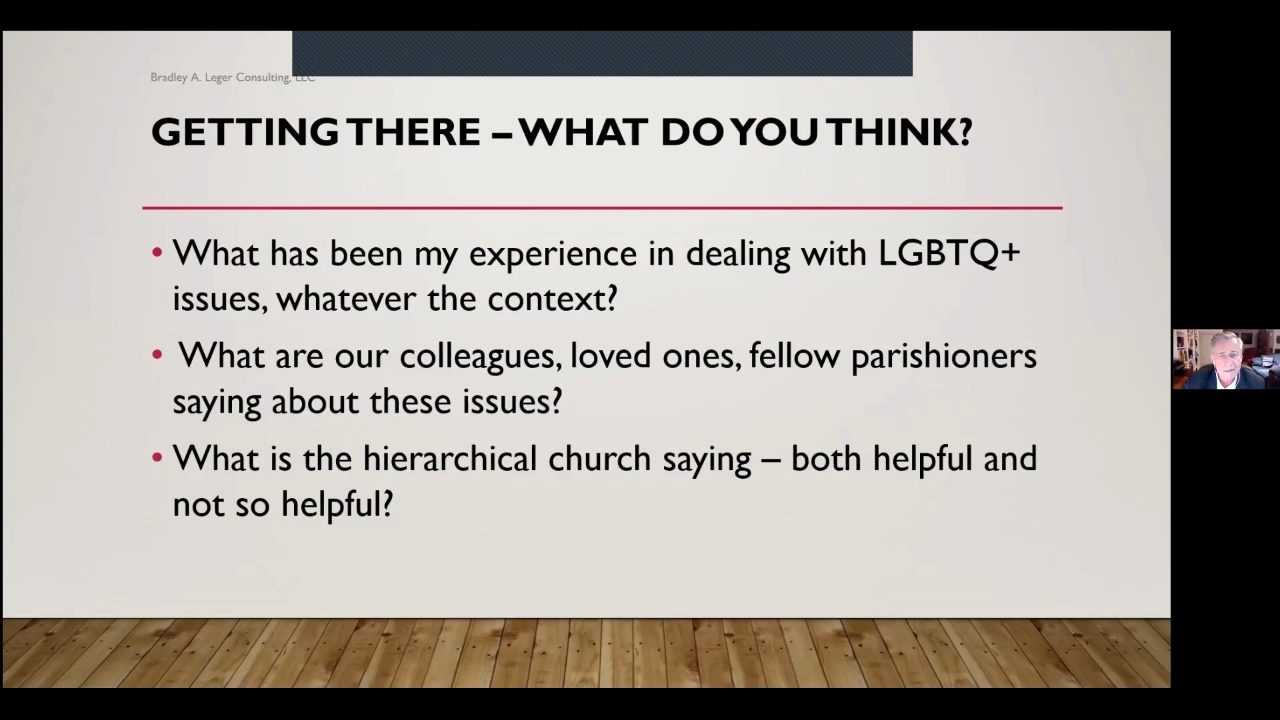 Bradley A. Leger Consulting, LLC
GETTING THERE – WHAT DO YOU THINK?
• What has been my experience in dealing with LGBTQ+
issues, whatever the context?
• What are our colleagues, loved ones, fellow parishioners
saying about these issues?
• What is the hierarchical church saying – both helpful and
not so helpful?